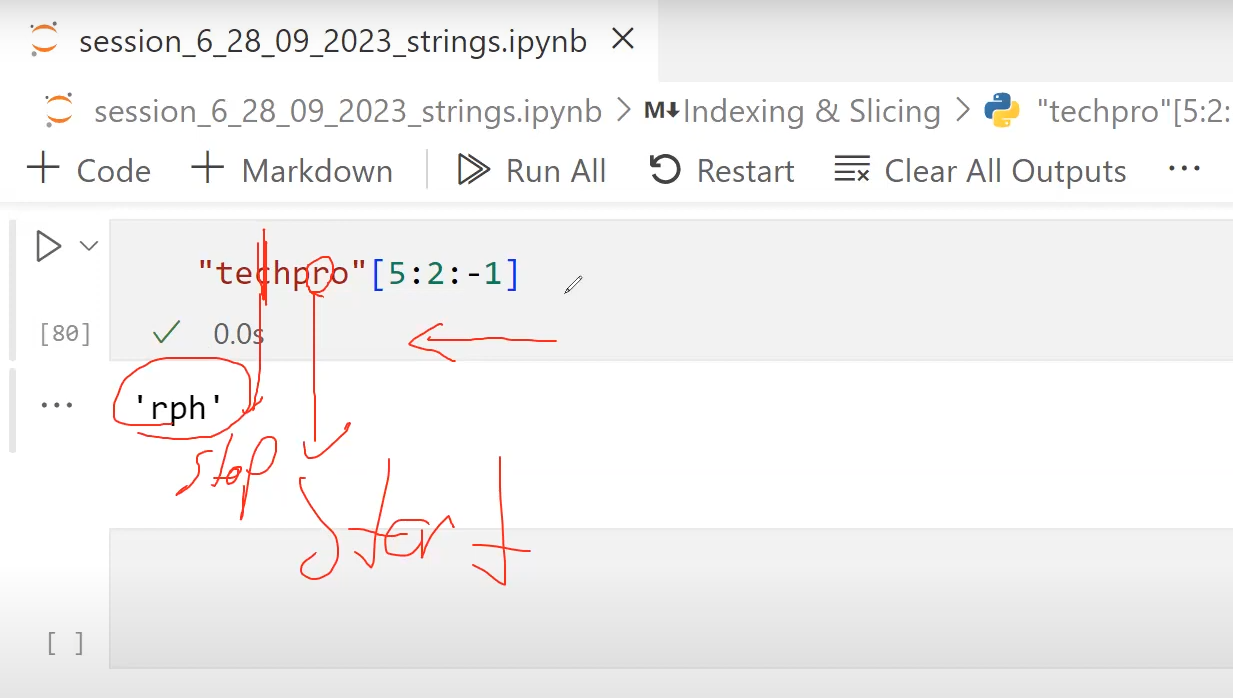 session_6_28_09_2023_strings.ipynb
session_6_28_09_2023_strings.ipynb > M↓Indexing & Slicing > "techpro"[5:2:
+ Code + Markdown Run All Restart Clear All Outputs ...
"techpro"[5:2:-1]
[80] 0.0s
... 'rph'
stop
start
[ ]